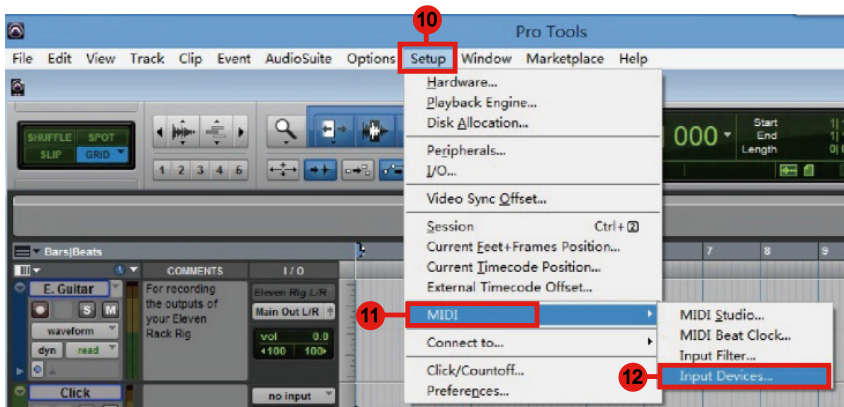 10
Pro Tools
File Edit View Track Clip Event AudioSuite Options Setup Window Marketplace Help
Hardware...
Playback Engine...
Disk Allocation...
Peripherals...
I/O...
Video Sync Offset...
Session Ctrl+2
Current Feet+Frames Position...
Current Timecode Position...
External Timecode Offset...
11
MIDI
Connect to...
Click/Countoff...
Preferences...
MIDI Studio...
MIDI Beat Clock...
Input Filter...
12
Input Devices...
SHUFFLE SPOT
SLIP GRID
1 2 3 4 5
000
Start
End
Length
Bars|Beats
7 8 9
COMMENTS I / O
E. Guitar
S M
waveform
dyn read
For recording
the outputs of
your Eleven
Rack Rig
Eleven Rig L/R
Main Out L/R
vol 0.0
100 100
Click
no input